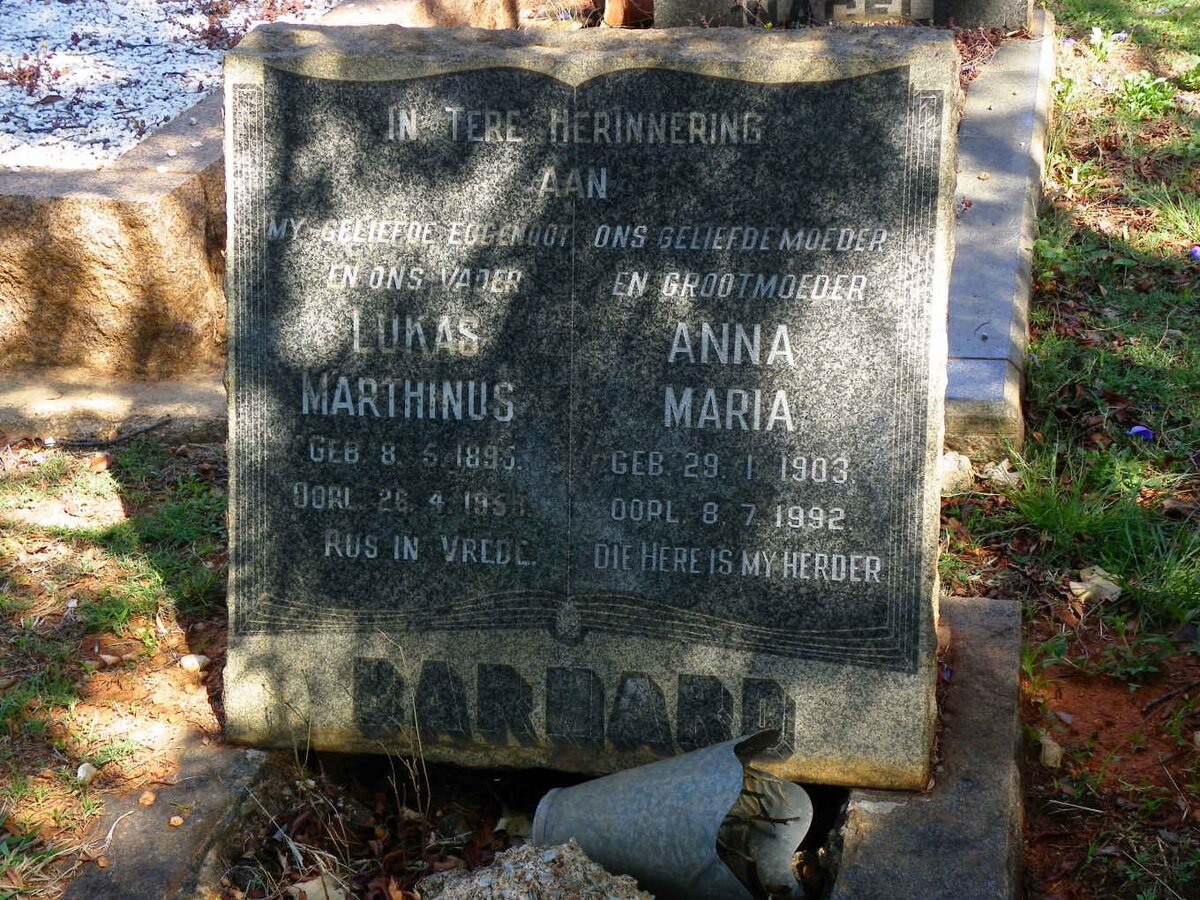 IN TERE HERINNERING
AAN
MY GELIEFDE EGGENOOT
EN ONS VADER
LUKAS
MARTHINUS
GEB 8. 1895.
OORL 26. 4.
RUS IN VREDE.
ONS GELIEFDE MOEDER
EN GROOTMOEDER
ANNA
MARIA
GEB 29. 1. 1903
OORL. 8. 7. 1992
DIE HERE IS MY HERDER
BARNARD